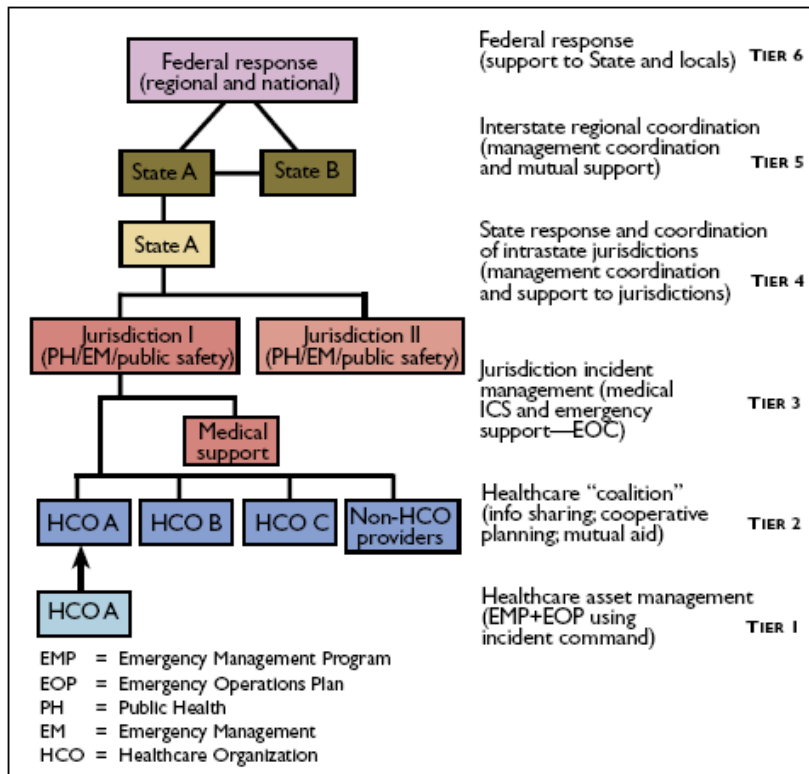 Federal response
(regional and national)
Federal response
(support to State and locals) TIER 6
State A
State B
Interstate regional coordination
(management coordination
and mutual support) TIER 5
State A
State response and coordination
of intrastate jurisdictions
(management coordination
and support to jurisdictions) TIER 4
Jurisdiction I
(PH/EM/public safety)
Jurisdiction II
(PH/EM/public safety)
Medical
support
Jurisdiction incident
management (medical
ICS and emergency
support—EOC) TIER 3
HCO A
HCO B
HCO C
Non-HCO
providers
Healthcare “coalition”
(info sharing; cooperative
planning; mutual aid) TIER 2
HCO A
Healthcare asset management
(EMP+EOP using
incident command) TIER 1
EMP = Emergency Management Program
EOP = Emergency Operations Plan
PH = Public Health
EM = Emergency Management
HCO = Healthcare Organization